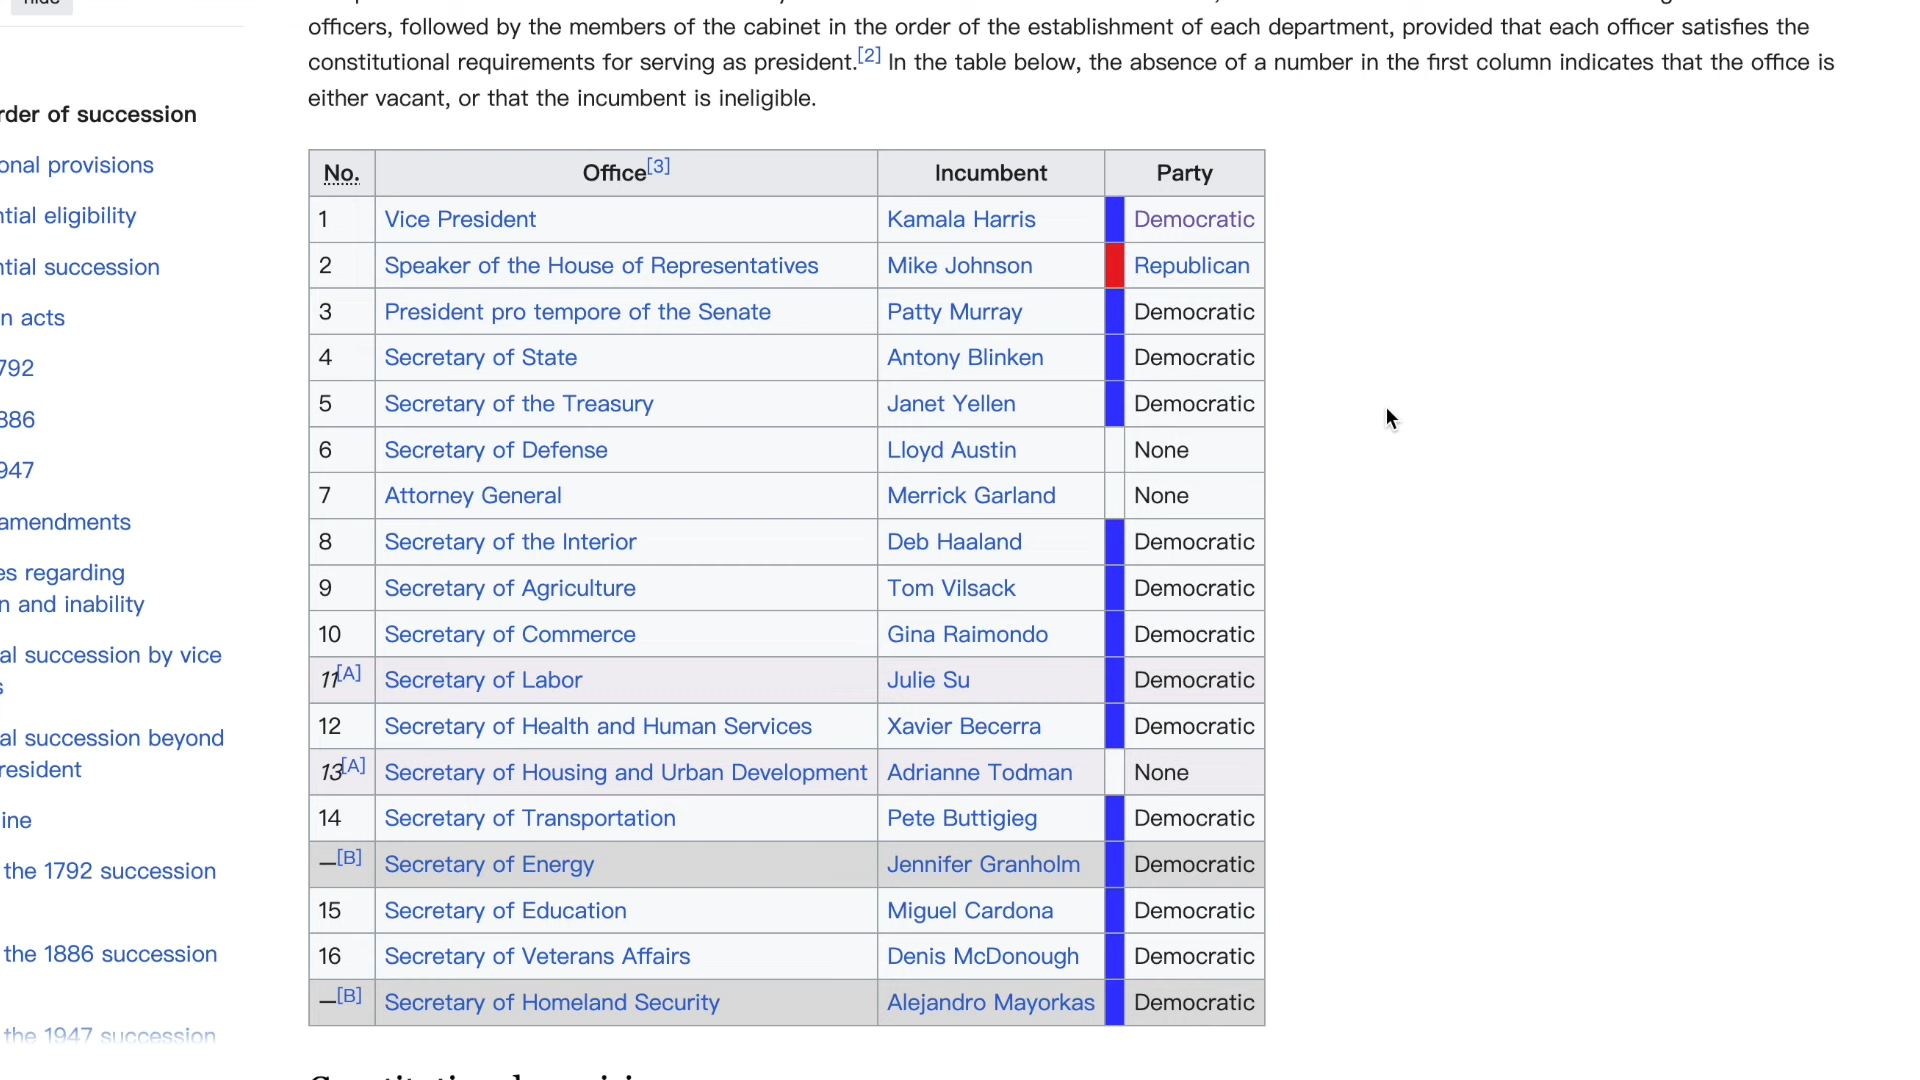 officers, followed by the members of the cabinet in the order of the establishment of each department, provided that each officer satisfies the
constitutional requirements for serving as president.[2] In the table below, the absence of a number in the first column indicates that the office is
either vacant, or that the incumbent is ineligible.
hide
rder of succession
onal provisions
ntial eligibility
ntial succession
n acts
792
886
947
amendments
es regarding
n and inability
al succession by vice
s
al succession beyond
resident
ine
the 1792 succession
the 1886 succession
the 1947 succession
No. Office[3] Incumbent Party
1 Vice President Kamala Harris Democratic
2 Speaker of the House of Representatives Mike Johnson Republican
3 President pro tempore of the Senate Patty Murray Democratic
4 Secretary of State Antony Blinken Democratic
5 Secretary of the Treasury Janet Yellen Democratic
6 Secretary of Defense Lloyd Austin None
7 Attorney General Merrick Garland None
8 Secretary of the Interior Deb Haaland Democratic
9 Secretary of Agriculture Tom Vilsack Democratic
10 Secretary of Commerce Gina Raimondo Democratic
11[A] Secretary of Labor Julie Su Democratic
12 Secretary of Health and Human Services Xavier Becerra Democratic
13[A] Secretary of Housing and Urban Development Adrianne Todman None
14 Secretary of Transportation Pete Buttigieg Democratic
—[B] Secretary of Energy Jennifer Granholm Democratic
15 Secretary of Education Miguel Cardona Democratic
16 Secretary of Veterans Affairs Denis McDonough Democratic
—[B] Secretary of Homeland Security Alejandro Mayorkas Democratic